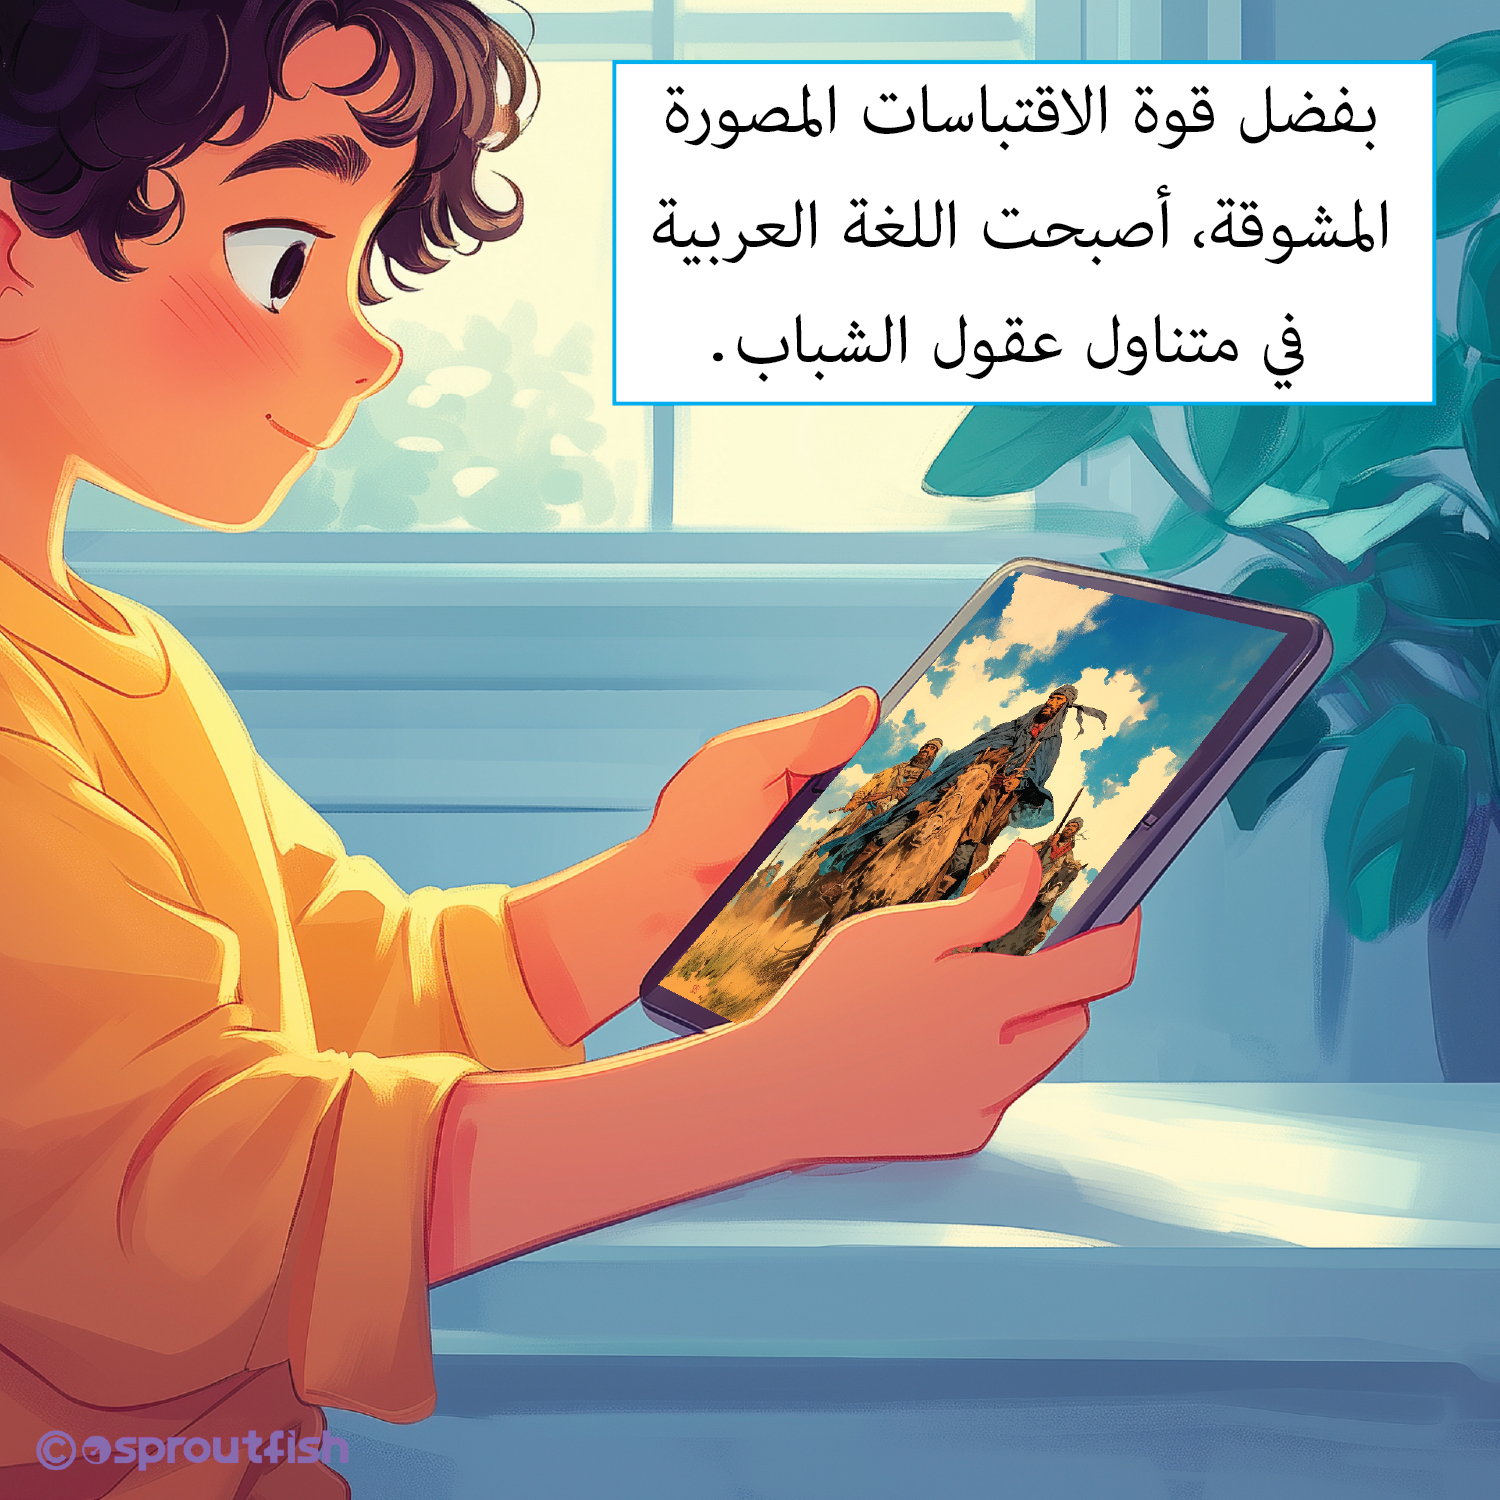 بفضل قوة الاقتباسات المصورة
المشوقة، أصبحت اللغة العربية
في متناول عقول الشباب.
© sproutfish